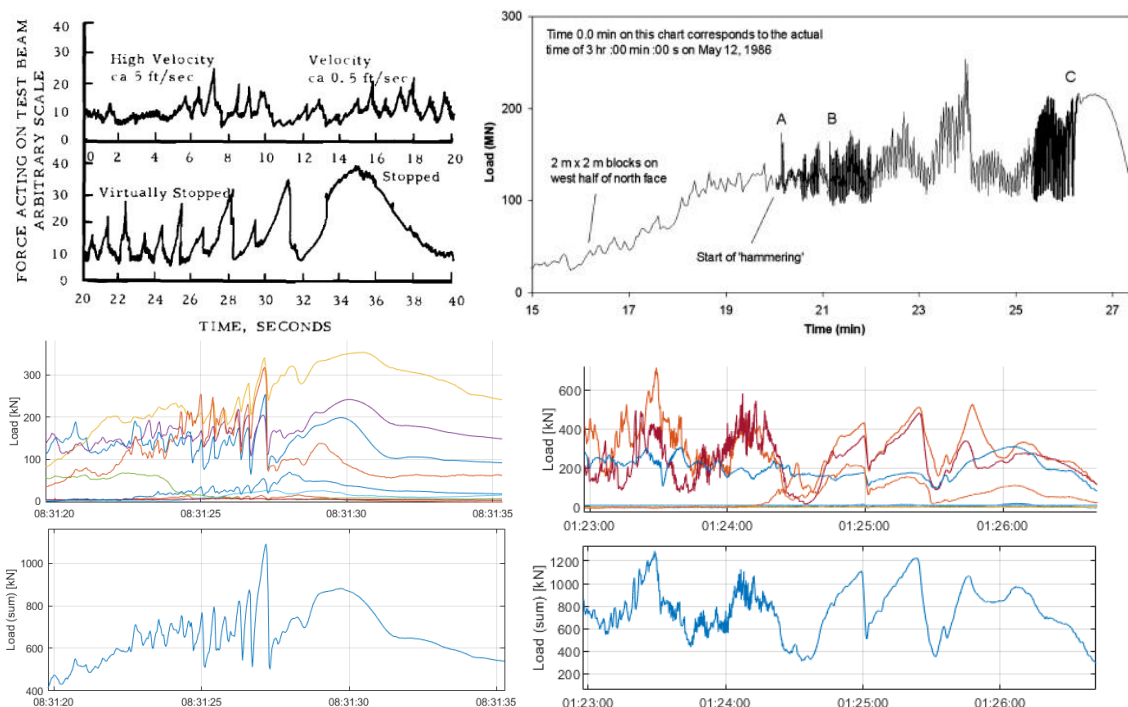 FORCE ACTING ON TEST BEAM
ARBITRARY SCALE
40
30
20
10
0
High Velocity
ca 5 ft/sec
Velocity
ca 0.5 ft/sec
0 2 4 6 8 10 12 14 16 18 20
40
30
20
10
0
Virtually Stopped
Stopped
20 22 24 26 28 30 32 34 36 38 40
TIME, SECONDS
300
200
100
0
Load (MN)
Time 0.0 min on this chart corresponds to the actual
time of 3 hr :00 min :00 s on May 12, 1986
A
B
C
2 m x 2 m blocks on
west half of north face
Start of 'hammering'
15 17 19 21 23 25 27
Time (min)
Load [kN]
300
200
100
0
08:31:20 08:31:25 08:31:30 08:31:35
Load [kN]
600
400
200
0
01:23:00 01:24:00 01:25:00 01:26:00
Load (sum) [kN]
1000
800
600
400
08:31:20 08:31:25 08:31:30 08:31:35
Load (sum) [kN]
1200
1000
800
600
400
200
01:23:00 01:24:00 01:25:00 01:26:00